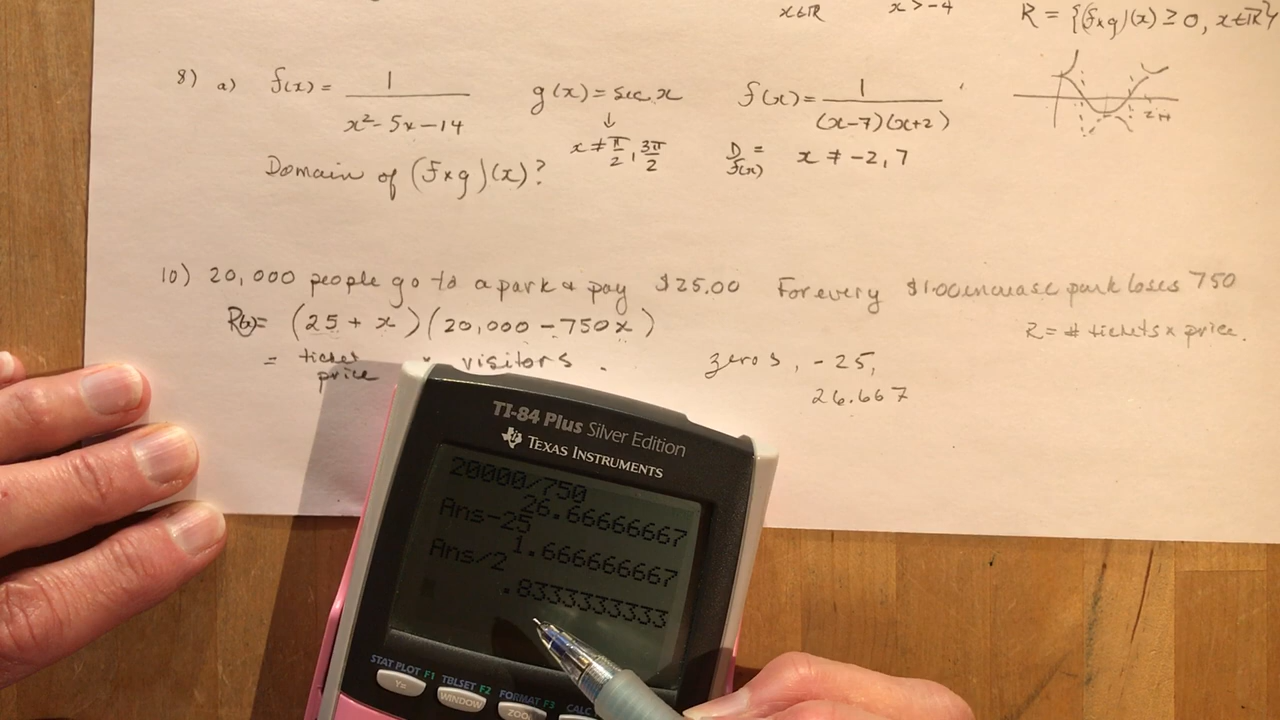 x∈ℝ x > -4 R = {(f×g)(x) ≥ 0, x∈ℝ}
8) a) f(x) = 1/(x² - 5x - 14) g(x) = sec x f(x) = 1/((x-7)(x+2))
↓
x ≠ π/2, 3π/2 D f(x) = x ≠ -2, 7
2π
Domain of (f×g)(x)?
10) 20,000 people go to a park & pay $25.00 For every $1.00 increase park loses 750
R(x) = (25 + x)(20,000 - 750x)
R = # tickets × price.
= ticket price × visitors. zeros, -25,
26.667
TI-84 Plus Silver Edition
TEXAS INSTRUMENTS
20000/750
26.66666667
Ans-25
1.666666667
Ans/2
.8333333333
STAT PLOT F1 TBLSET F2 FORMAT F3 CALC
Y= WINDOW ZOOM